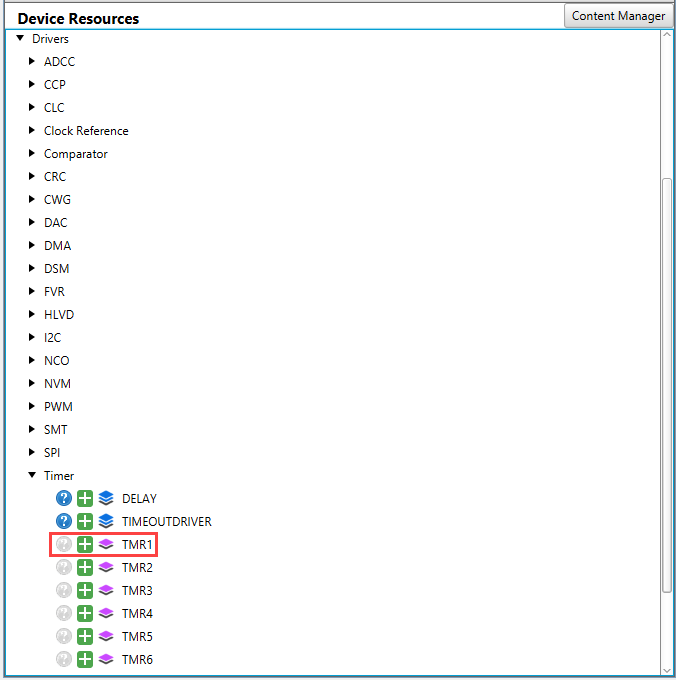 Device Resources
Content Manager
Drivers
ADCC
CCP
CLC
Clock Reference
Comparator
CRC
CWG
DAC
DMA
DSM
FVR
HLVD
I2C
NCO
NVM
PWM
SMT
SPI
Timer
? DELAY
? TIMEOUTDRIVER
? TMR1
? TMR2
? TMR3
? TMR4
? TMR5
? TMR6